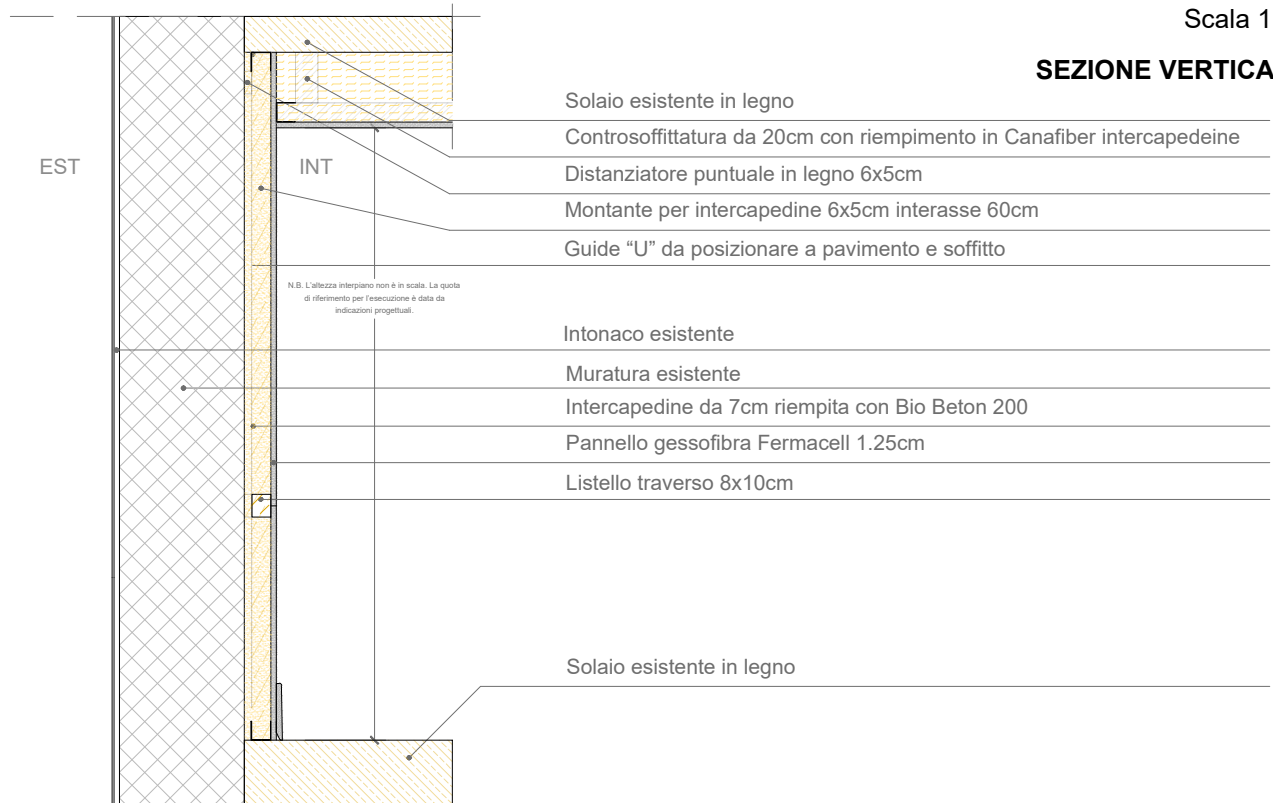 Scala 1
SEZIONE VERTICA
Solaio esistente in legno
Controsoffittatura da 20cm con riempimento in Canafiber intercapedeine
EST
INT
Distanziatore puntuale in legno 6x5cm
Montante per intercapedine 6x5cm interasse 60cm
Guide “U” da posizionare a pavimento e soffitto
N.B. L'altezza interpiano non è in scala. La quota
di riferimento per l'esecuzione è data da
indicazioni progettuali.
Intonaco esistente
Muratura esistente
Intercapedine da 7cm riempita con Bio Beton 200
Pannello gessofibra Fermacell 1.25cm
Listello traverso 8x10cm
Solaio esistente in legno